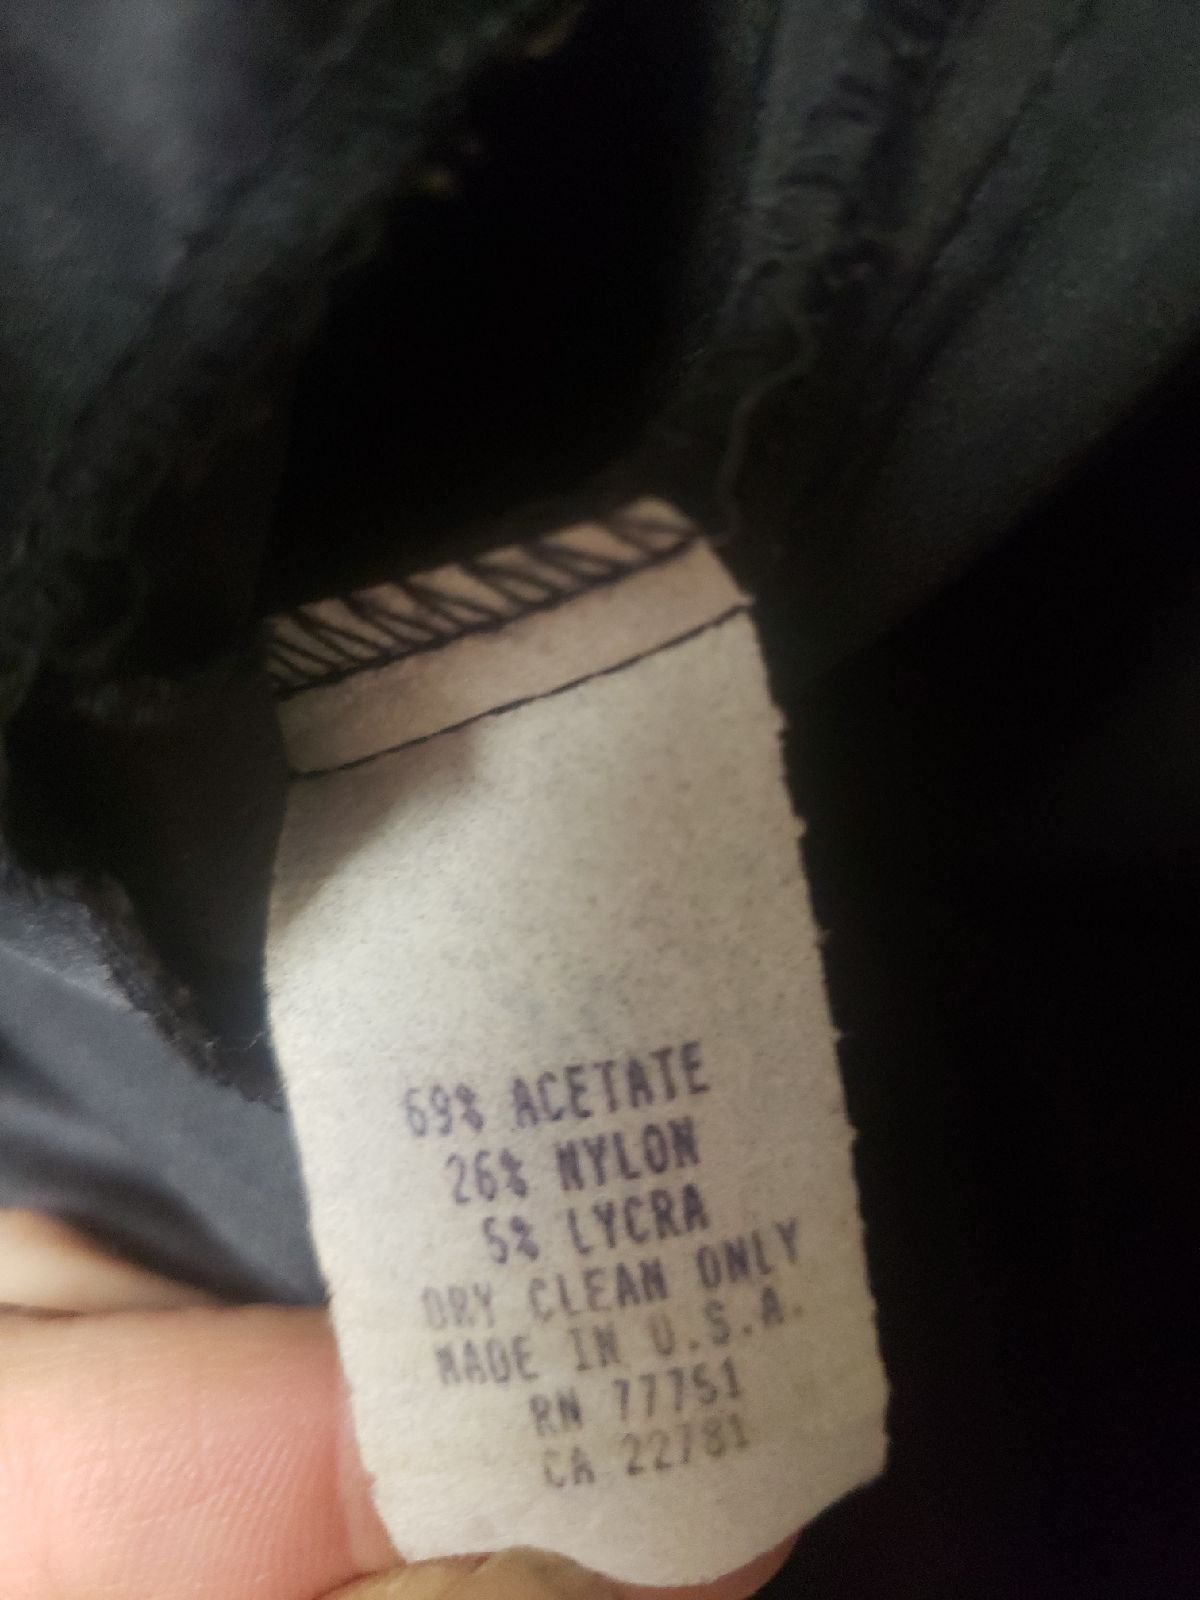 69% ACETATE
26% NYLON
5% LYCRA
DRY CLEAN ONLY
MADE IN U.S.A.
RN 77751
CA 22781